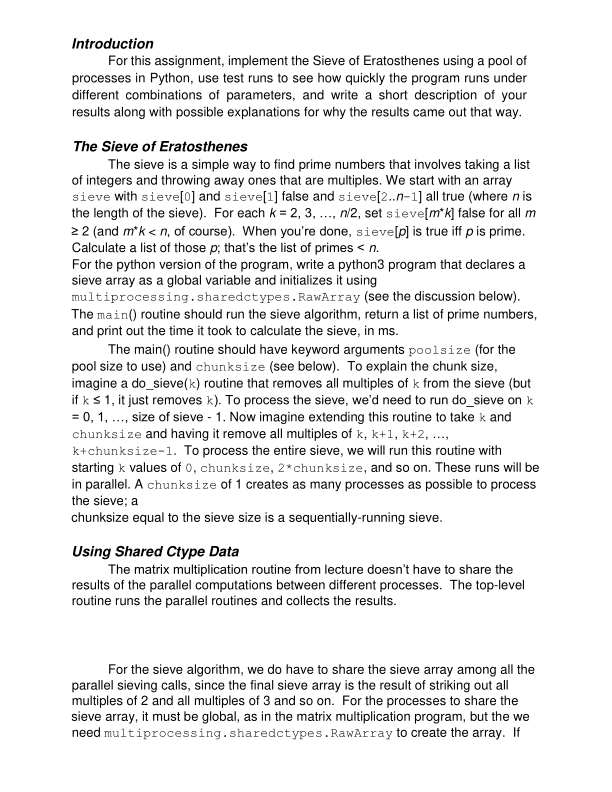 Introduction
For this assignment, implement the Sieve of Eratosthenes using a pool of
processes in Python, use test runs to see how quickly the program runs under
different combinations of parameters, and write a short description of your
results along with possible explanations for why the results came out that way.
The Sieve of Eratosthenes
The sieve is a simple way to find prime numbers that involves taking a list
of integers and throwing away ones that are multiples. We start with an array
sieve with sieve[0] and sieve[1] false and sieve[2..n-1] all true (where n is
the length of the sieve). For each k = 2, 3, …, n/2, set sieve[m*k] false for all m
≥ 2 (and m*k < n, of course). When you're done, sieve[p] is true iff p is prime.
Calculate a list of those p; that's the list of primes < n.
For the python version of the program, write a python3 program that declares a
sieve array as a global variable and initializes it using
multiprocessing.sharedctypes.RawArray (see the discussion below).
The main() routine should run the sieve algorithm, return a list of prime numbers,
and print out the time it took to calculate the sieve, in ms.
The main() routine should have keyword arguments poolsize (for the
pool size to use) and chunksize (see below). To explain the chunk size,
imagine a do_sieve(k) routine that removes all multiples of k from the sieve (but
if k ≤ 1, it just removes k). To process the sieve, we'd need to run do_sieve on k
= 0, 1, …, size of sieve - 1. Now imagine extending this routine to take k and
chunksize and having it remove all multiples of k, k+1, k+2, …,
k+chunksize-1. To process the entire sieve, we will run this routine with
starting k values of 0, chunksize, 2*chunksize, and so on. These runs will be
in parallel. A chunksize of 1 creates as many processes as possible to process
the sieve; a
chunksize equal to the sieve size is a sequentially-running sieve.
Using Shared Ctype Data
The matrix multiplication routine from lecture doesn't have to share the
results of the parallel computations between different processes. The top-level
routine runs the parallel routines and collects the results.
For the sieve algorithm, we do have to share the sieve array among all the
parallel sieving calls, since the final sieve array is the result of striking out all
multiples of 2 and all multiples of 3 and so on. For the processes to share the
sieve array, it must be global, as in the matrix multiplication program, but the we
need multiprocessing.sharedctypes.RawArray to create the array. If